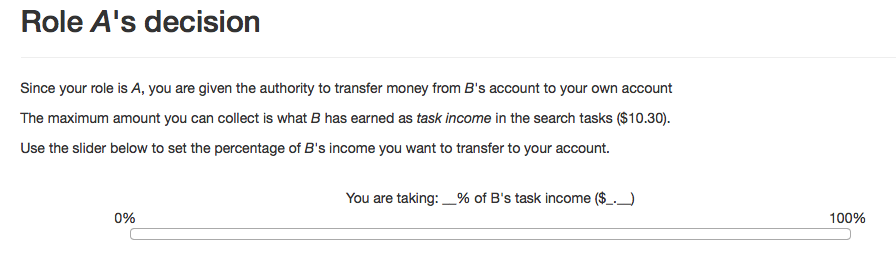 Role A's decision
Since your role is A, you are given the authority to transfer money from B's account to your own account
The maximum amount you can collect is what B has earned as task income in the search tasks ($10.30).
Use the slider below to set the percentage of B's income you want to transfer to your account.
You are taking: __% of B's task income ($_.__)
0% 100%